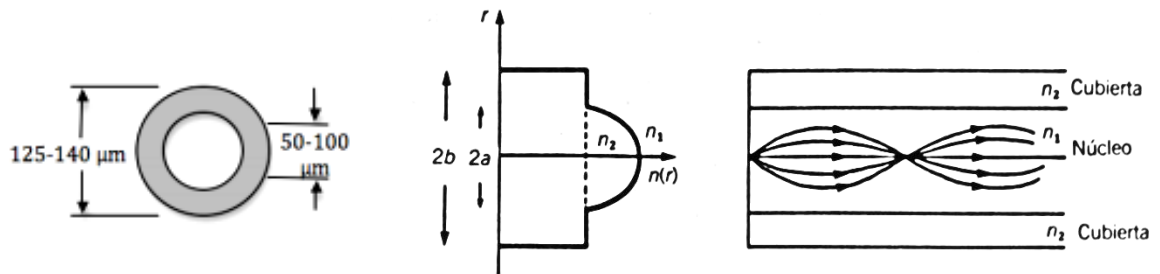 125-140 μm
50-100
μm
r
2b
2a
n₂
n₁
n(r)
n₂ Cubierta
n₁
Núcleo
n₂ Cubierta